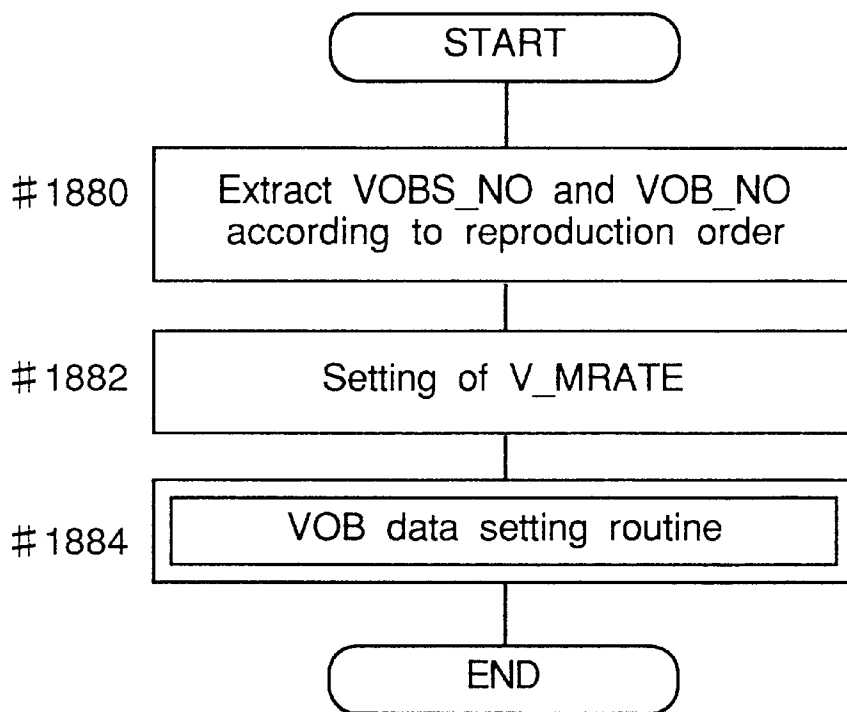 START
#1880
Extract VOBS_NO and VOB_NO
according to reproduction order
#1882
Setting of V_MRATE
#1884
VOB data setting routine
END